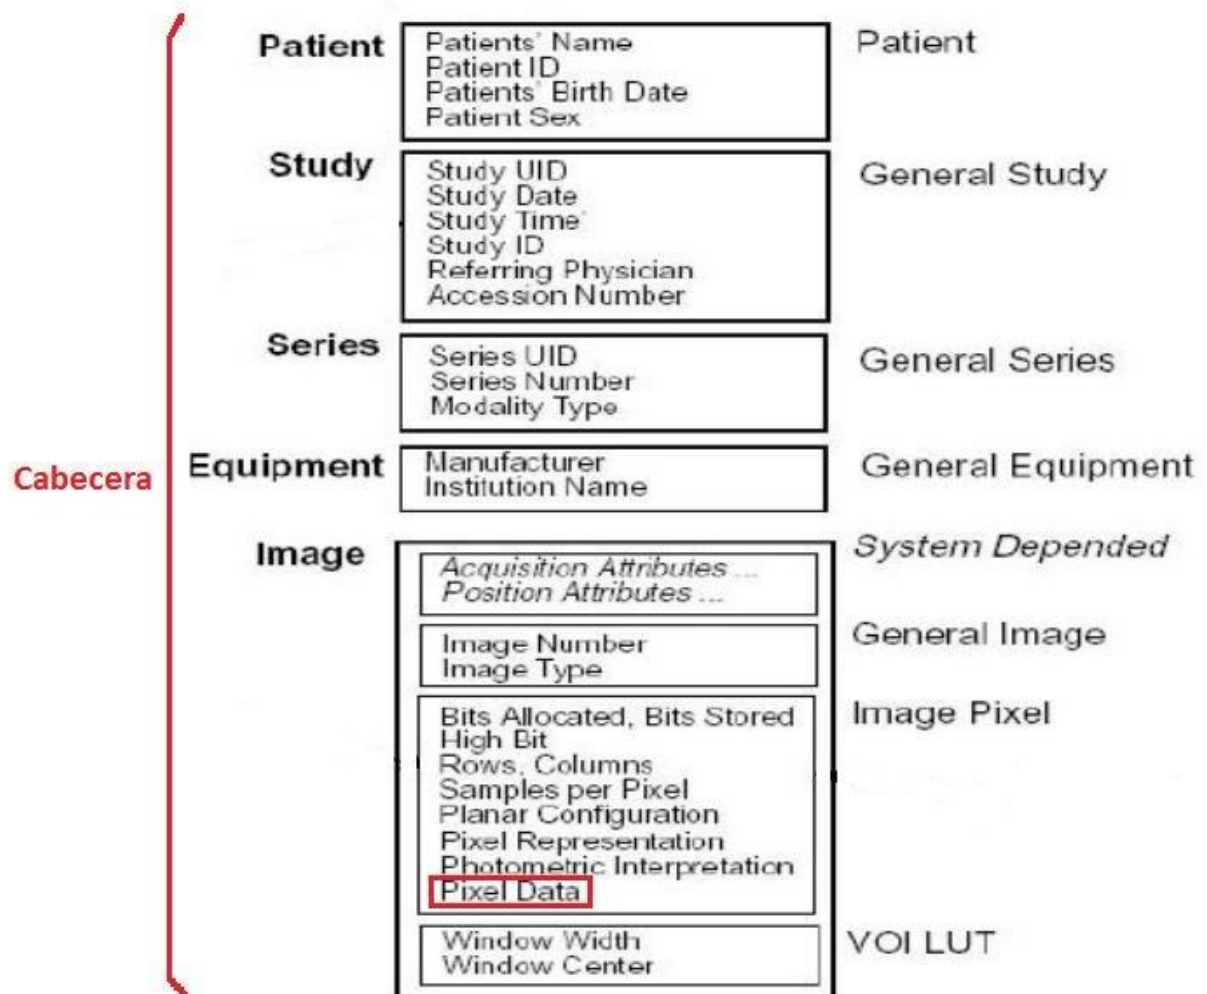 Cabecera
Patient
Patients' Name
Patient ID
Patients' Birth Date
Patient Sex
Patient
Study
Study UID
Study Date
Study Time'
Study ID
Referring Physician
Accession Number
General Study
Series
Series UID
Series Number
Modality Type
General Series
Equipment
Manufacturer
Institution Name
General Equipment
Image
Acquisition Attributes ...
Position Attributes ...
System Depended
Image Number
Image Type
General Image
Bits Allocated, Bits Stored
High Bit
Rows, Columns
Samples per Pixel
Planar Configuration
Pixel Representation
Photometric Interpretation
Pixel Data
Image Pixel
Window Width
Window Center
VOI LUT